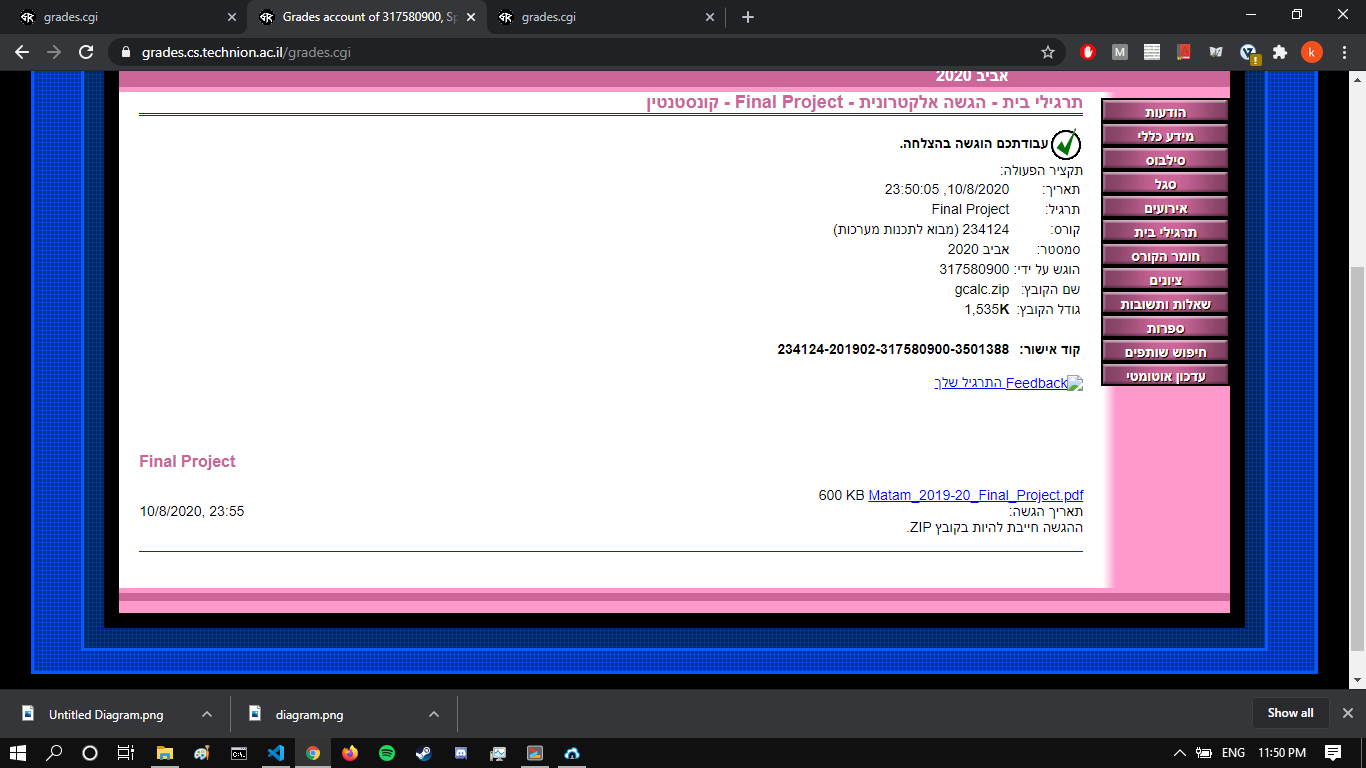 grades.cgi
Grades account of 317580900, Sp
grades.cgi
grades.cs.technion.ac.il/grades.cgi
אביב 2020
תרגילי בית - הגשה אלקטרונית - Final Project - קונסטנטין
הודעות
מידע כללי
סילבוס
סגל
אירועים
תרגילי בית
חומר הקורס
ציונים
שאלות ותשובות
ספרות
חיפוש שותפים
עדכון אוטומטי
עבודתכם הוגשה בהצלחה.
תקציר הפעולה:
תאריך: 10/8/2020, 23:50:05
תרגיל: Final Project
קורס: 234124 (מבוא לתכנות מערכות)
סמסטר: אביב 2020
הוגש על ידי: 317580900
שם הקובץ: gcalc.zip
גודל הקובץ: 1,535K
קוד אישור: 234124-201902-317580900-3501388
Feedback התרגיל שלך
Final Project
Matam_2019-20_Final_Project.pdf 600 KB
תאריך הגשה: 10/8/2020, 23:55
ההגשה חייבת להיות בקובץ ZIP.
Untitled Diagram.png
diagram.png
Show all
ENG 11:50 PM